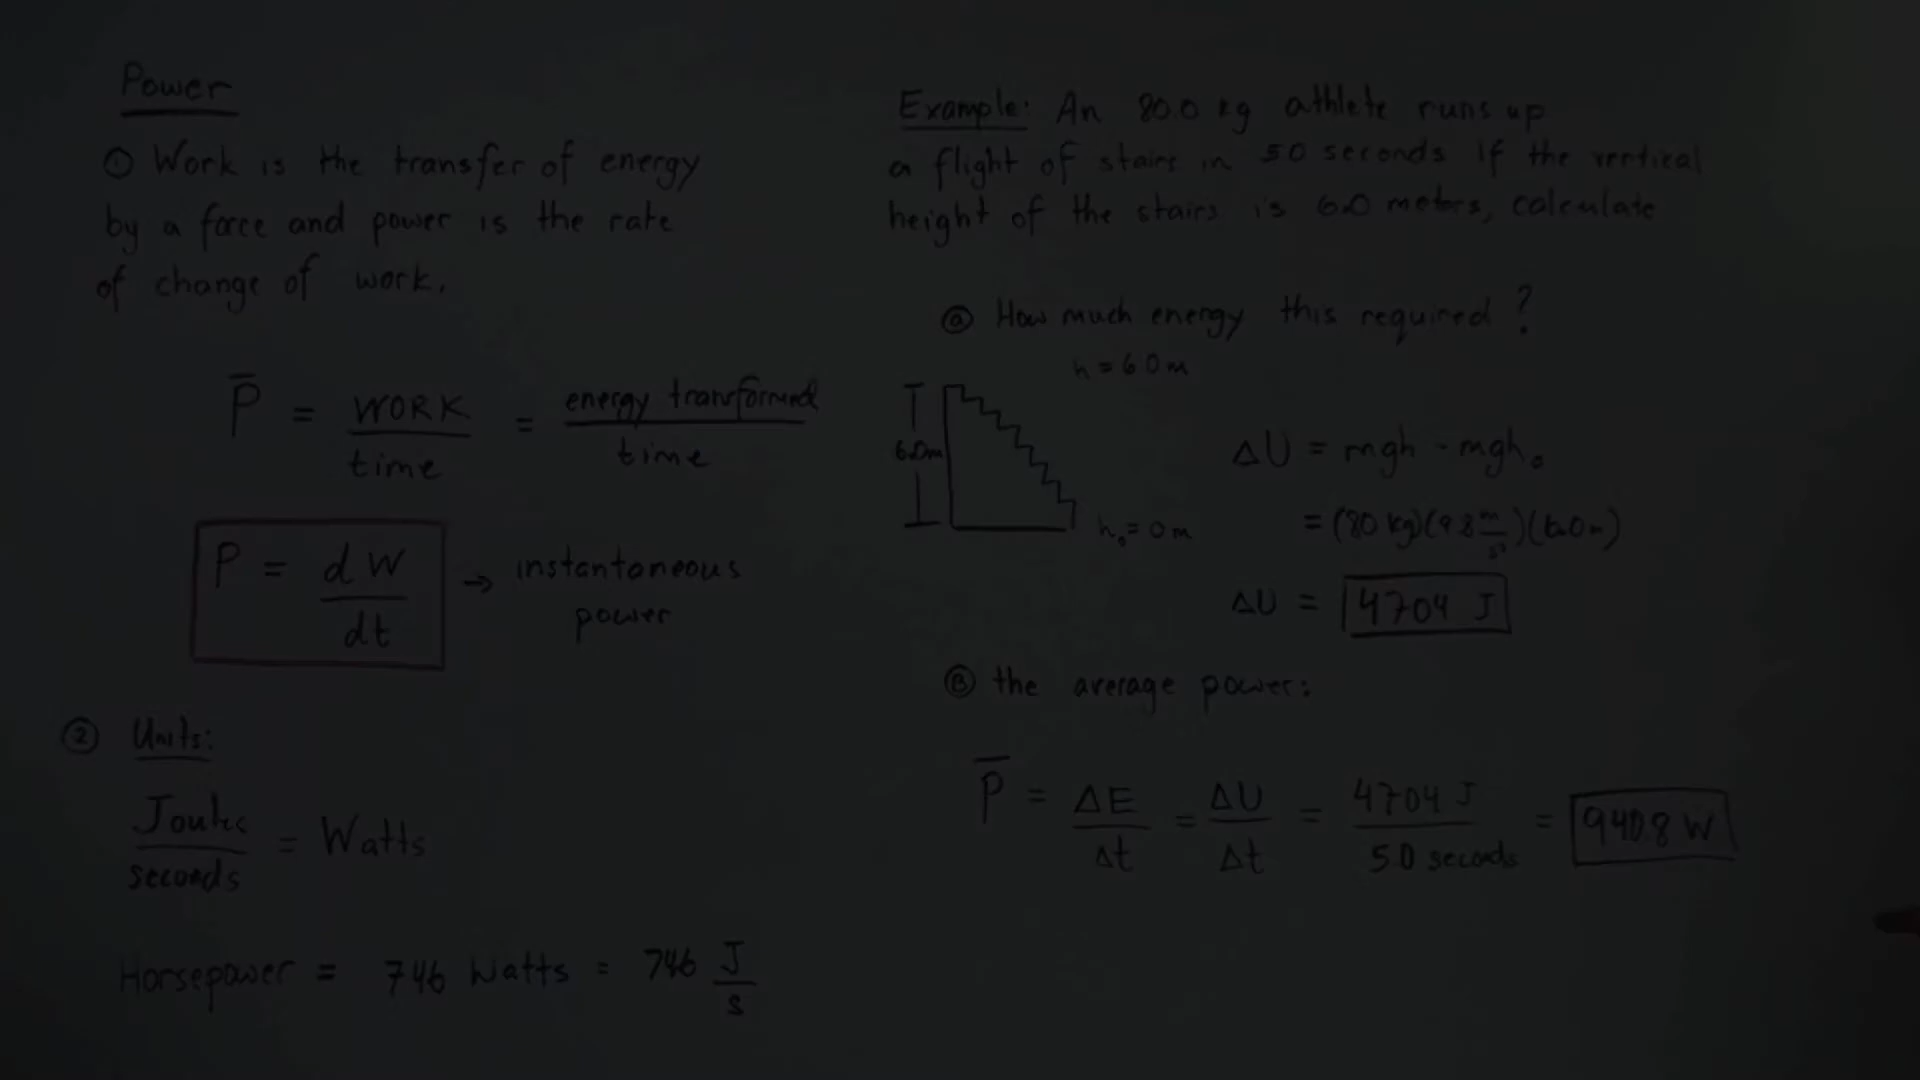 Power
① Work is the transfer of energy
by a force and power is the rate
of change of work.
P̅ = WORK / time = energy transformed / time
P = dW / dt → instantaneous power
② Units:
Joules / seconds = Watts
Horsepower = 746 Watts = 746 J / s
Example: An 80.0 kg athlete runs up
a flight of stairs in 5.0 seconds If the vertical
height of the stairs is 6.0 meters, calculate
Ⓐ How much energy this required?
h = 6.0 m
6.0m
h₀ = 0 m
ΔU = mgh - mgh₀
= (80 kg)(9.8 m/s²)(6.0 m)
ΔU = 4704 J
Ⓑ the average power:
P̅ = ΔE / Δt = ΔU / Δt = 4704 J / 5.0 seconds = 940.8 W